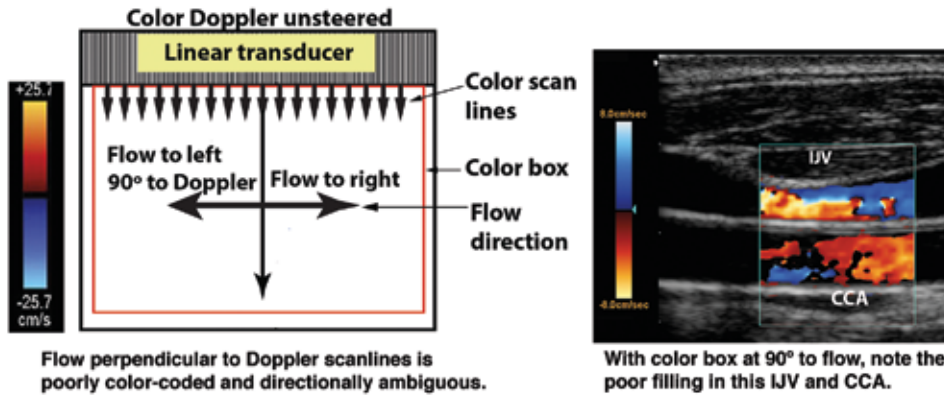 Color Doppler unsteered
Linear transducer
+25.7
-25.7
cm/s
Color scan
lines
Flow to left
90º to Doppler
Flow to right
Color box
Flow
direction
Flow perpendicular to Doppler scanlines is
poorly color-coded and directionally ambiguous.
8.0cm/sec
-8.0cm/sec
IJV
CCA
With color box at 90º to flow, note the
poor filling in this IJV and CCA.